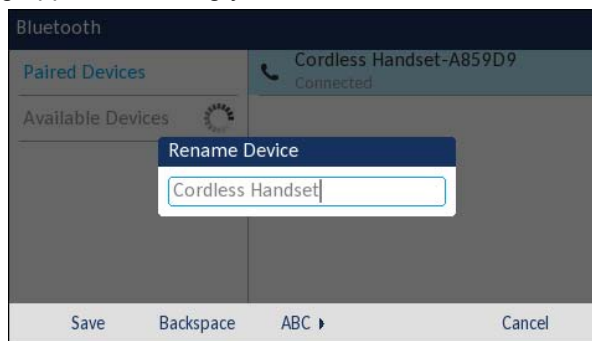 Bluetooth
Paired Devices
Cordless Handset-A859D9
Connected
Available Devices
Rename Device
Cordless Handset
Save Backspace ABC Cancel